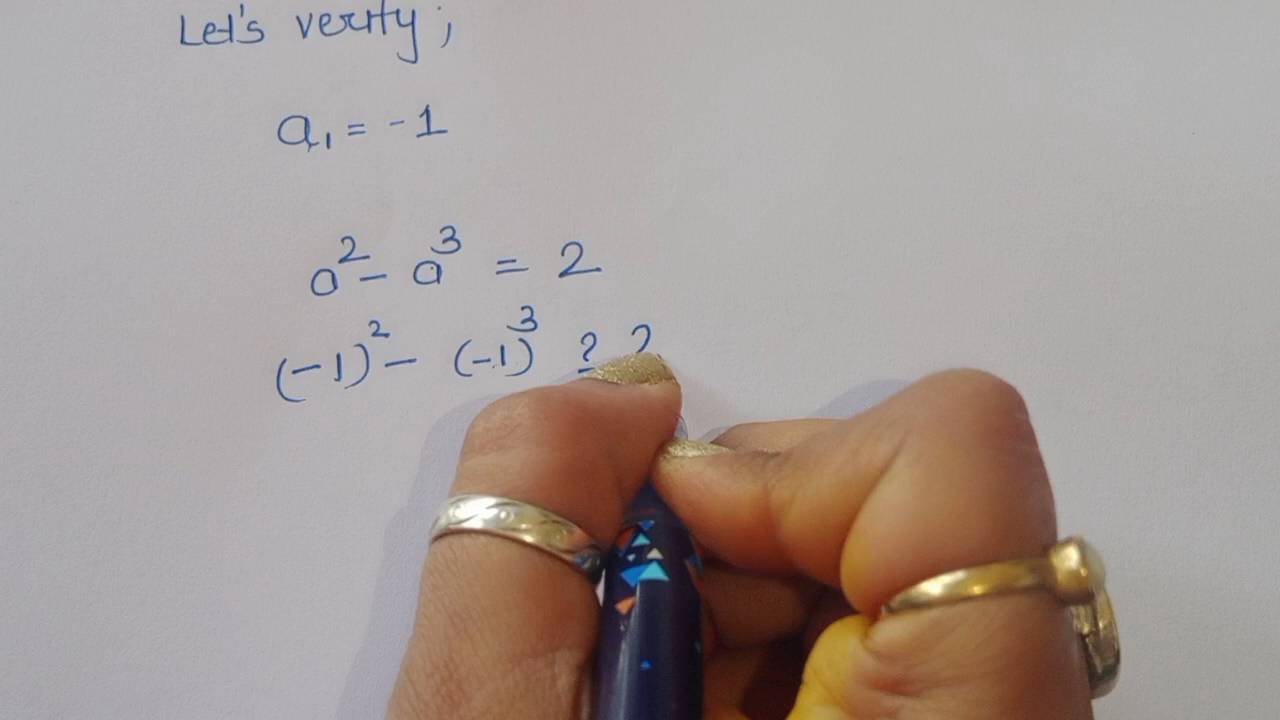 Let's verify;
a₁ = -1
a² - a³ = 2
(-1)² - (-1)³ ? 2